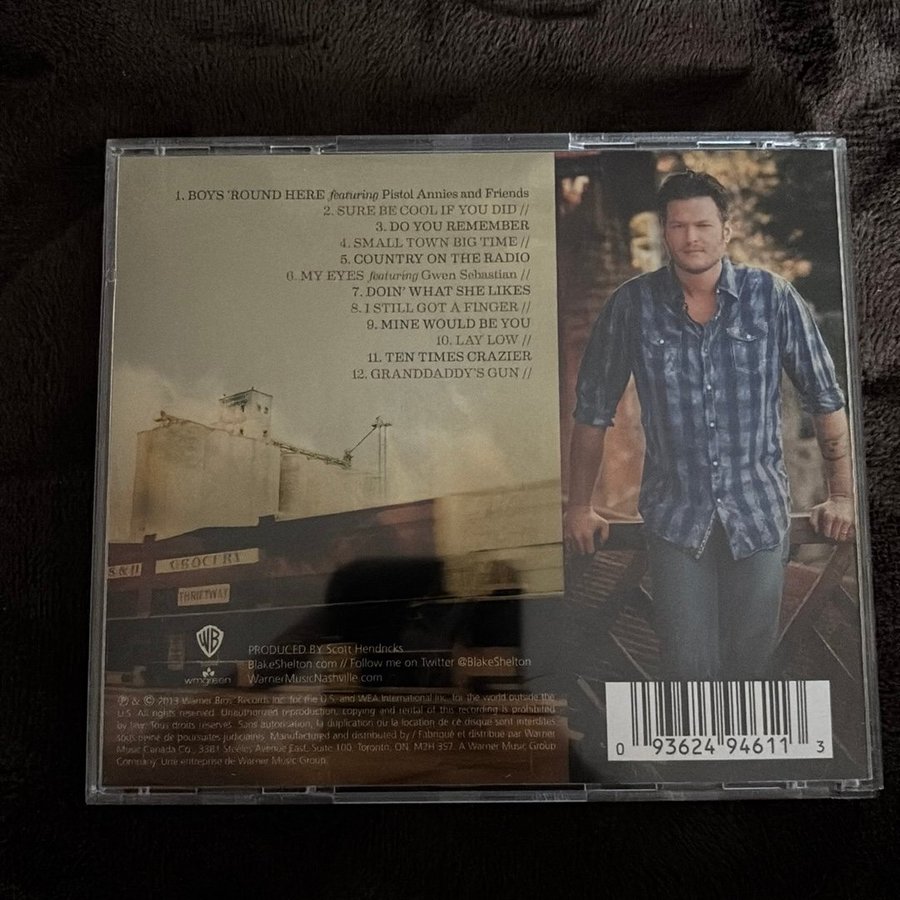 1. BOYS 'ROUND HERE featuring Pistol Annies and Friends
2. SURE BE COOL IF YOU DID //
3. DO YOU REMEMBER
4. SMALL TOWN BIG TIME //
5. COUNTRY ON THE RADIO
6. MY EYES featuring Gwen Sebastian //
7. DOIN' WHAT SHE LIKES
8. I STILL GOT A FINGER //
9. MINE WOULD BE YOU
10. LAY LOW //
11. TEN TIMES CRAZIER
12. GRANDDADDY'S GUN //
S & H GROCERY
THRIFTWAY
WB
wmgreen
PRODUCED BY Scott Hendricks
BlakeShelton.com // Follow me on Twitter @BlakeShelton
WarnerMusicNashville.com
℗ & © 2013 Warner Bros. Records Inc. for the U.S. and WEA International Inc. for the world outside the
U.S. All rights reserved. Unauthorized reproduction, copying and rental of this recording is prohibited
by law. Tous droits reservés. Sans autorisation, la duplication ou la location de ce disque sont interdites
sous peine de poursuites judiciaires. Manufactured and distributed by / Fabriqué et distribué par Warner
Music Canada Co., 3381 Steeles Avenue East, Suite 100, Toronto, ON, M2H 3S7. A Warner Music Group
Company. Une entreprise de Warner Music Group.
0 93624 94611 3